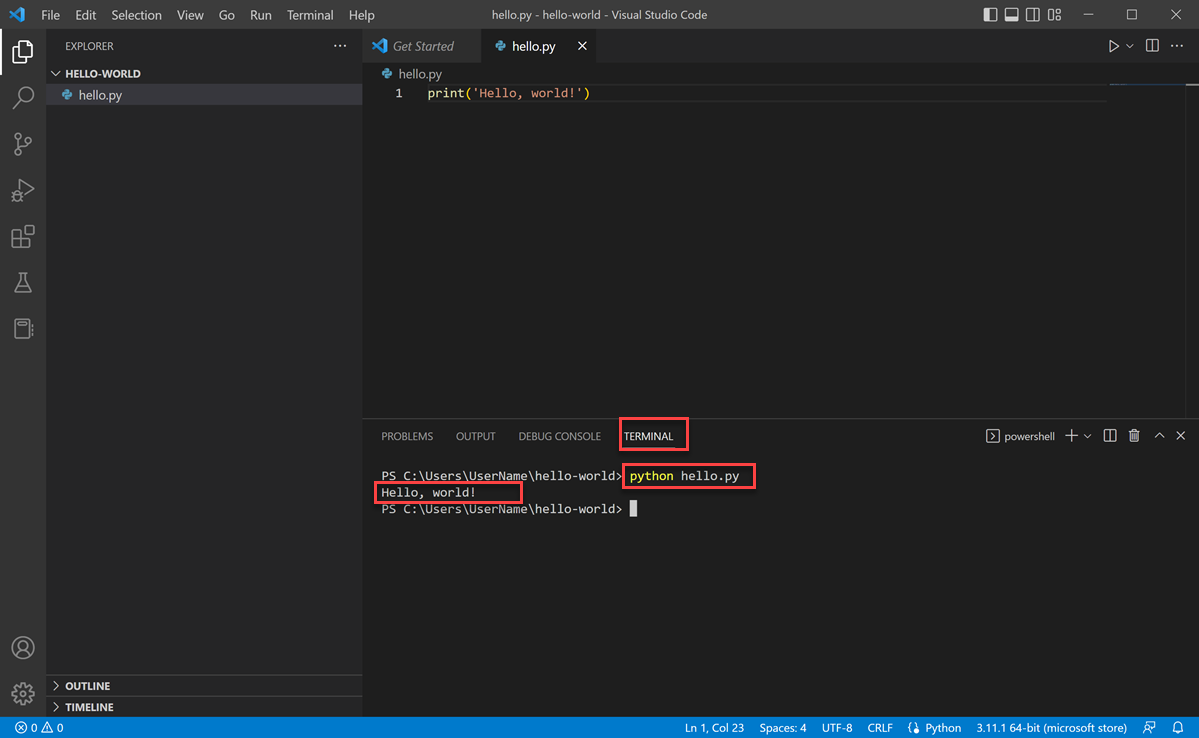 File Edit Selection View Go Run Terminal Help hello.py - hello-world - Visual Studio Code
EXPLORER
HELLO-WORLD
hello.py
OUTLINE
TIMELINE
Get Started hello.py
hello.py
1 print('Hello, world!')
PROBLEMS OUTPUT DEBUG CONSOLE TERMINAL powershell
PS C:\Users\UserName\hello-world> python hello.py
Hello, world!
PS C:\Users\UserName\hello-world>
0 0 Ln 1, Col 23 Spaces: 4 UTF-8 CRLF Python 3.11.1 64-bit (microsoft store)